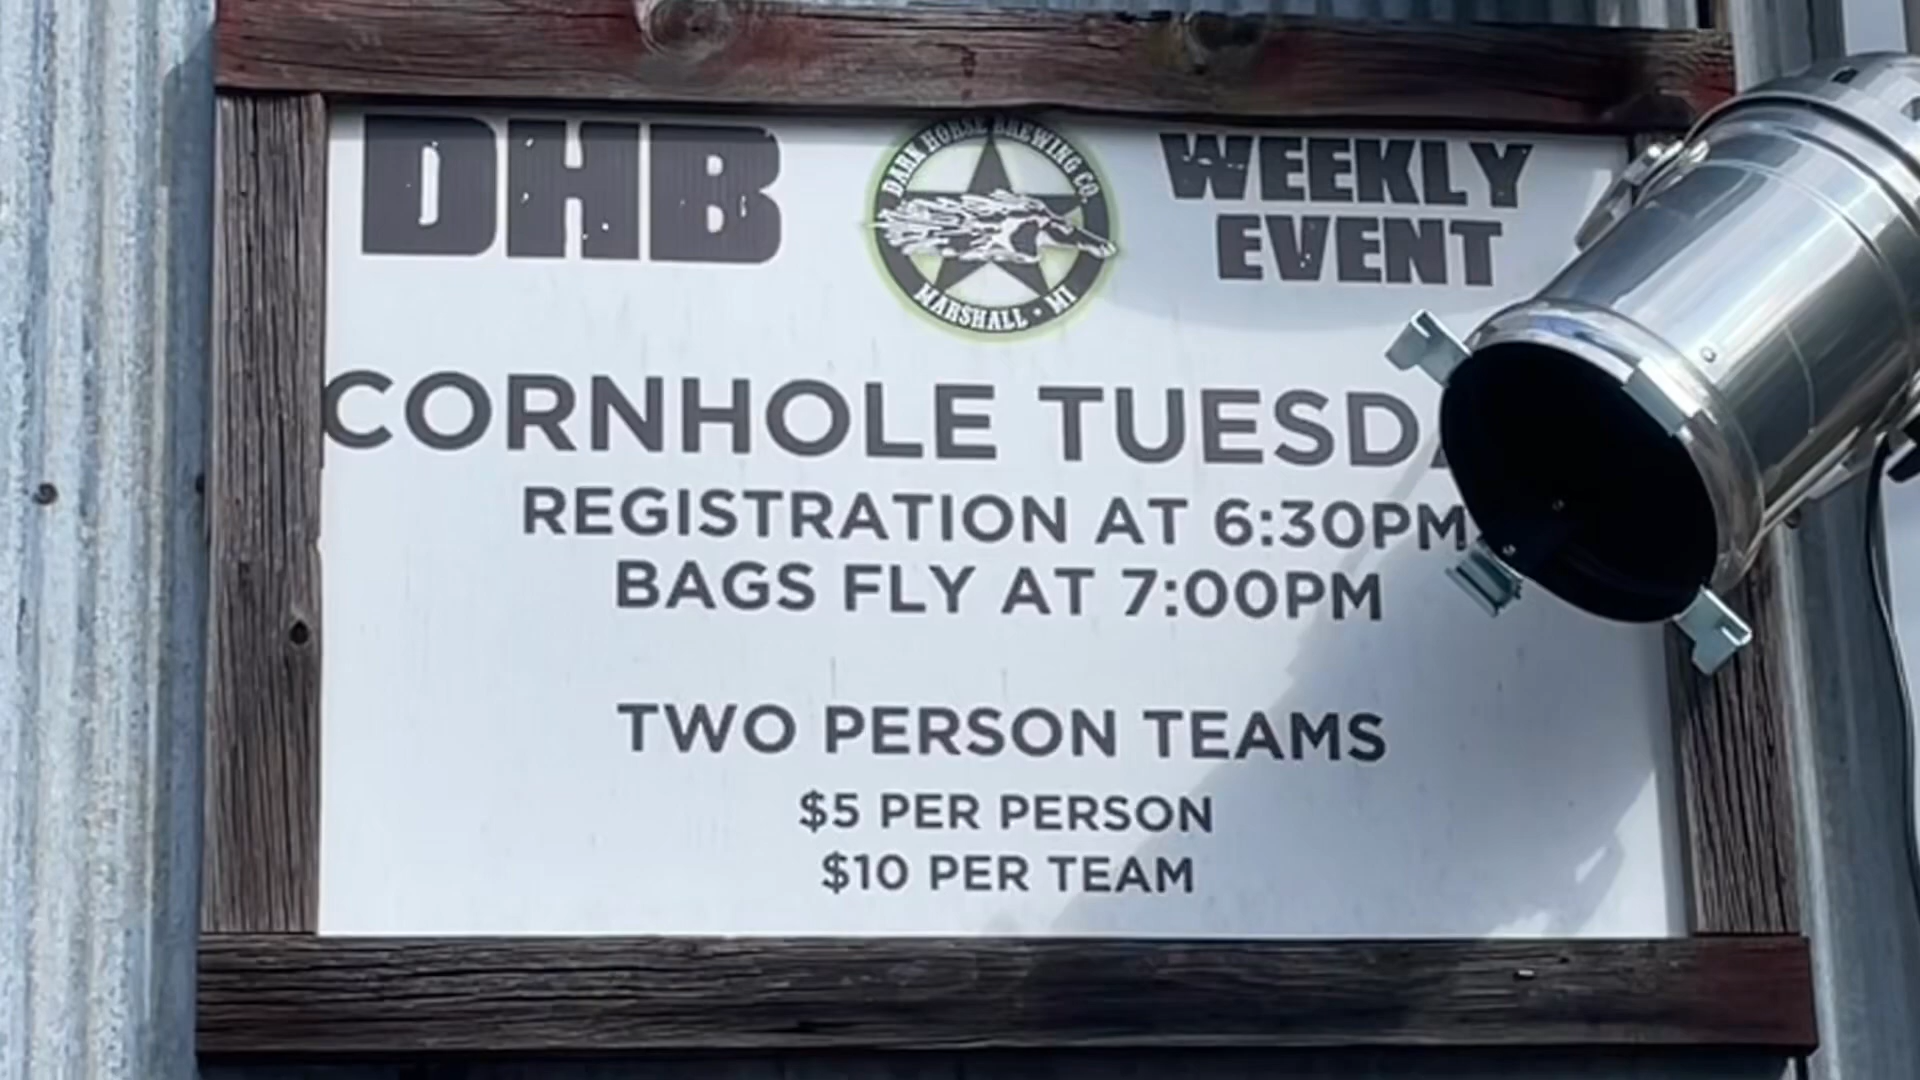 DHB
DARK HORSE BREWING CO.
MARSHALL • MI
WEEKLY
EVENT
CORNHOLE TUESDA
REGISTRATION AT 6:30PM
BAGS FLY AT 7:00PM
TWO PERSON TEAMS
$5 PER PERSON
$10 PER TEAM